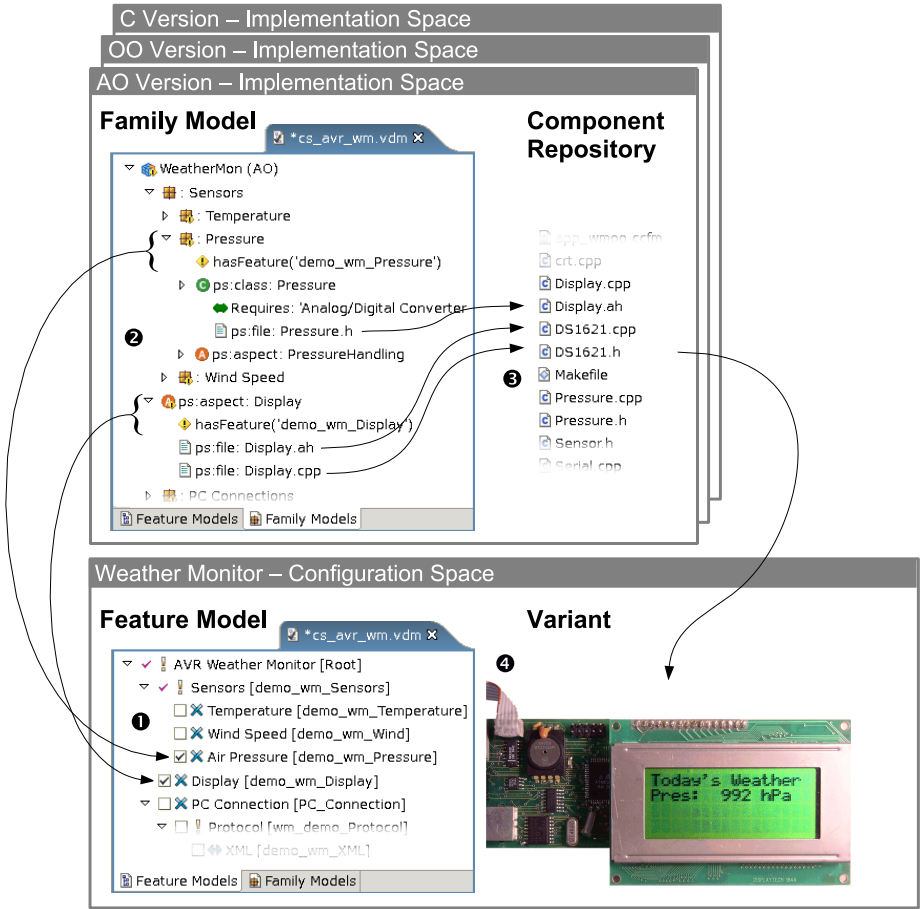 C Version – Implementation Space
OO Version – Implementation Space
AO Version – Implementation Space
Family Model
*cs_avr_wm.vdm
WeatherMon (AO)
: Sensors
: Temperature
: Pressure
hasFeature('demo_wm_Pressure')
ps:class: Pressure
Requires: 'Analog/Digital Converter
ps:file: Pressure.h
❷
ps:aspect: PressureHandling
: Wind Speed
ps:aspect: Display
hasFeature('demo_wm_Display')
ps:file: Display.ah
ps:file: Display.cpp
: PC Connections
Feature Models
Family Models
Component
Repository
app_wmoo.ccfm
crt.cpp
Display.cpp
Display.ah
DS1621.cpp
DS1621.h
❸
Makefile
Pressure.cpp
Pressure.h
Sensor.h
Serial.cpp
Weather Monitor – Configuration Space
Feature Model
*cs_avr_wm.vdm
AVR Weather Monitor [Root]
Sensors [demo_wm_Sensors]
❶
Temperature [demo_wm_Temperature]
Wind Speed [demo_wm_Wind]
Air Pressure [demo_wm_Pressure]
Display [demo_wm_Display]
PC Connection [PC_Connection]
Protocol [wm_demo_Protocol]
XML [demo_wm_XML]
Feature Models
Family Models
Variant
❹
Today's Weather
Pres: 992 hPa